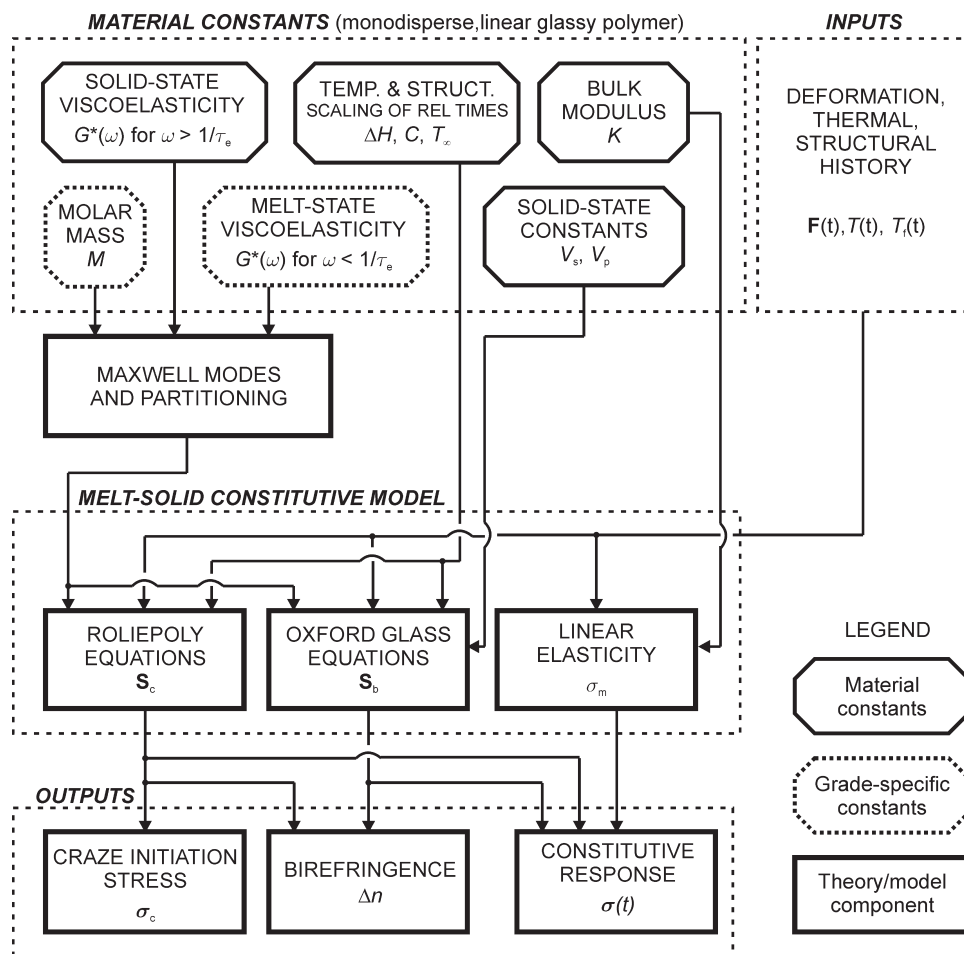 MATERIAL CONSTANTS (monodisperse,linear glassy polymer)
INPUTS
SOLID-STATE
VISCOELASTICITY
G*(ω) for ω > 1/τe
TEMP. & STRUCT.
SCALING OF REL TIMES
ΔH, C, T∞
BULK
MODULUS
K
DEFORMATION,
THERMAL,
STRUCTURAL
HISTORY
F(t),T(t), Tf(t)
MOLAR
MASS
M
MELT-STATE
VISCOELASTICITY
G*(ω) for ω < 1/τe
SOLID-STATE
CONSTANTS
Vs, Vp
MAXWELL MODES
AND PARTITIONING
MELT-SOLID CONSTITUTIVE MODEL
ROLIEPOLY
EQUATIONS
Sc
OXFORD GLASS
EQUATIONS
Sb
LINEAR
ELASTICITY
σm
LEGEND
Material
constants
Grade-specific
constants
Theory/model
component
OUTPUTS
CRAZE INITIATION
STRESS
σc
BIREFRINGENCE
Δn
CONSTITUTIVE
RESPONSE
σ(t)